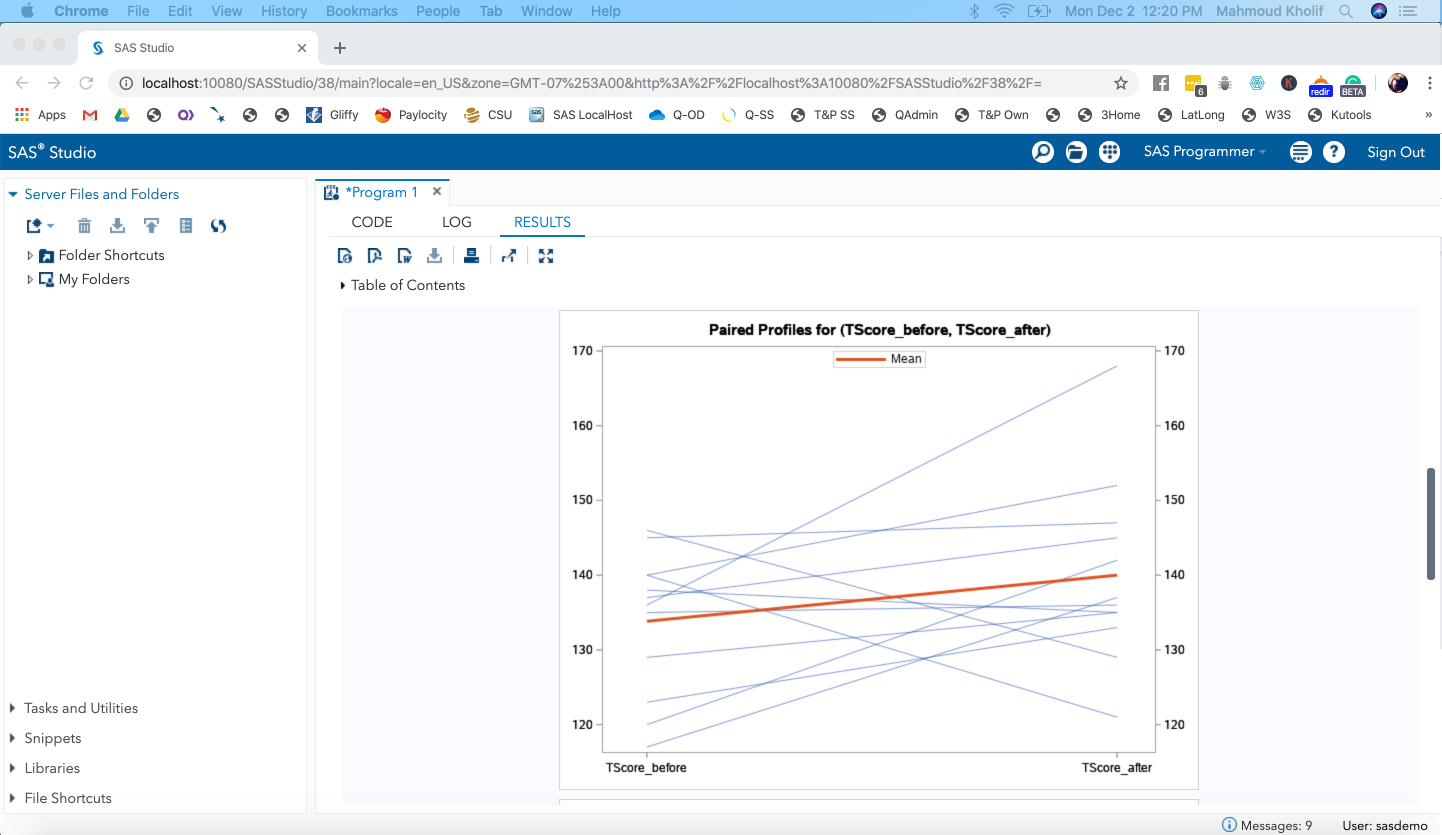 Chrome File Edit View History Bookmarks People Tab Window Help Mon Dec 2 12:20 PM Mahmoud Kholif
SAS Studio
localhost:10080/SASStudio/38/main?locale=en_US&zone=GMT-07%253A00&http%3A%2F%2Flocalhost%3A10080%2FSASStudio%2F38%2F=
6 K redir BETA
Apps Gliffy Paylocity CSU SAS LocalHost Q-OD Q-SS T&P SS QAdmin T&P Own 3Home LatLong W3S Kutools »
SAS® Studio SAS Programmer ? Sign Out
Server Files and Folders
Folder Shortcuts
My Folders
Tasks and Utilities
Snippets
Libraries
File Shortcuts
*Program 1
CODE LOG RESULTS
Table of Contents
Paired Profiles for (TScore_before, TScore_after)
Mean
170 170
160 160
150 150
140 140
130 130
120 120
TScore_before TScore_after
Messages: 9 User: sasdemo